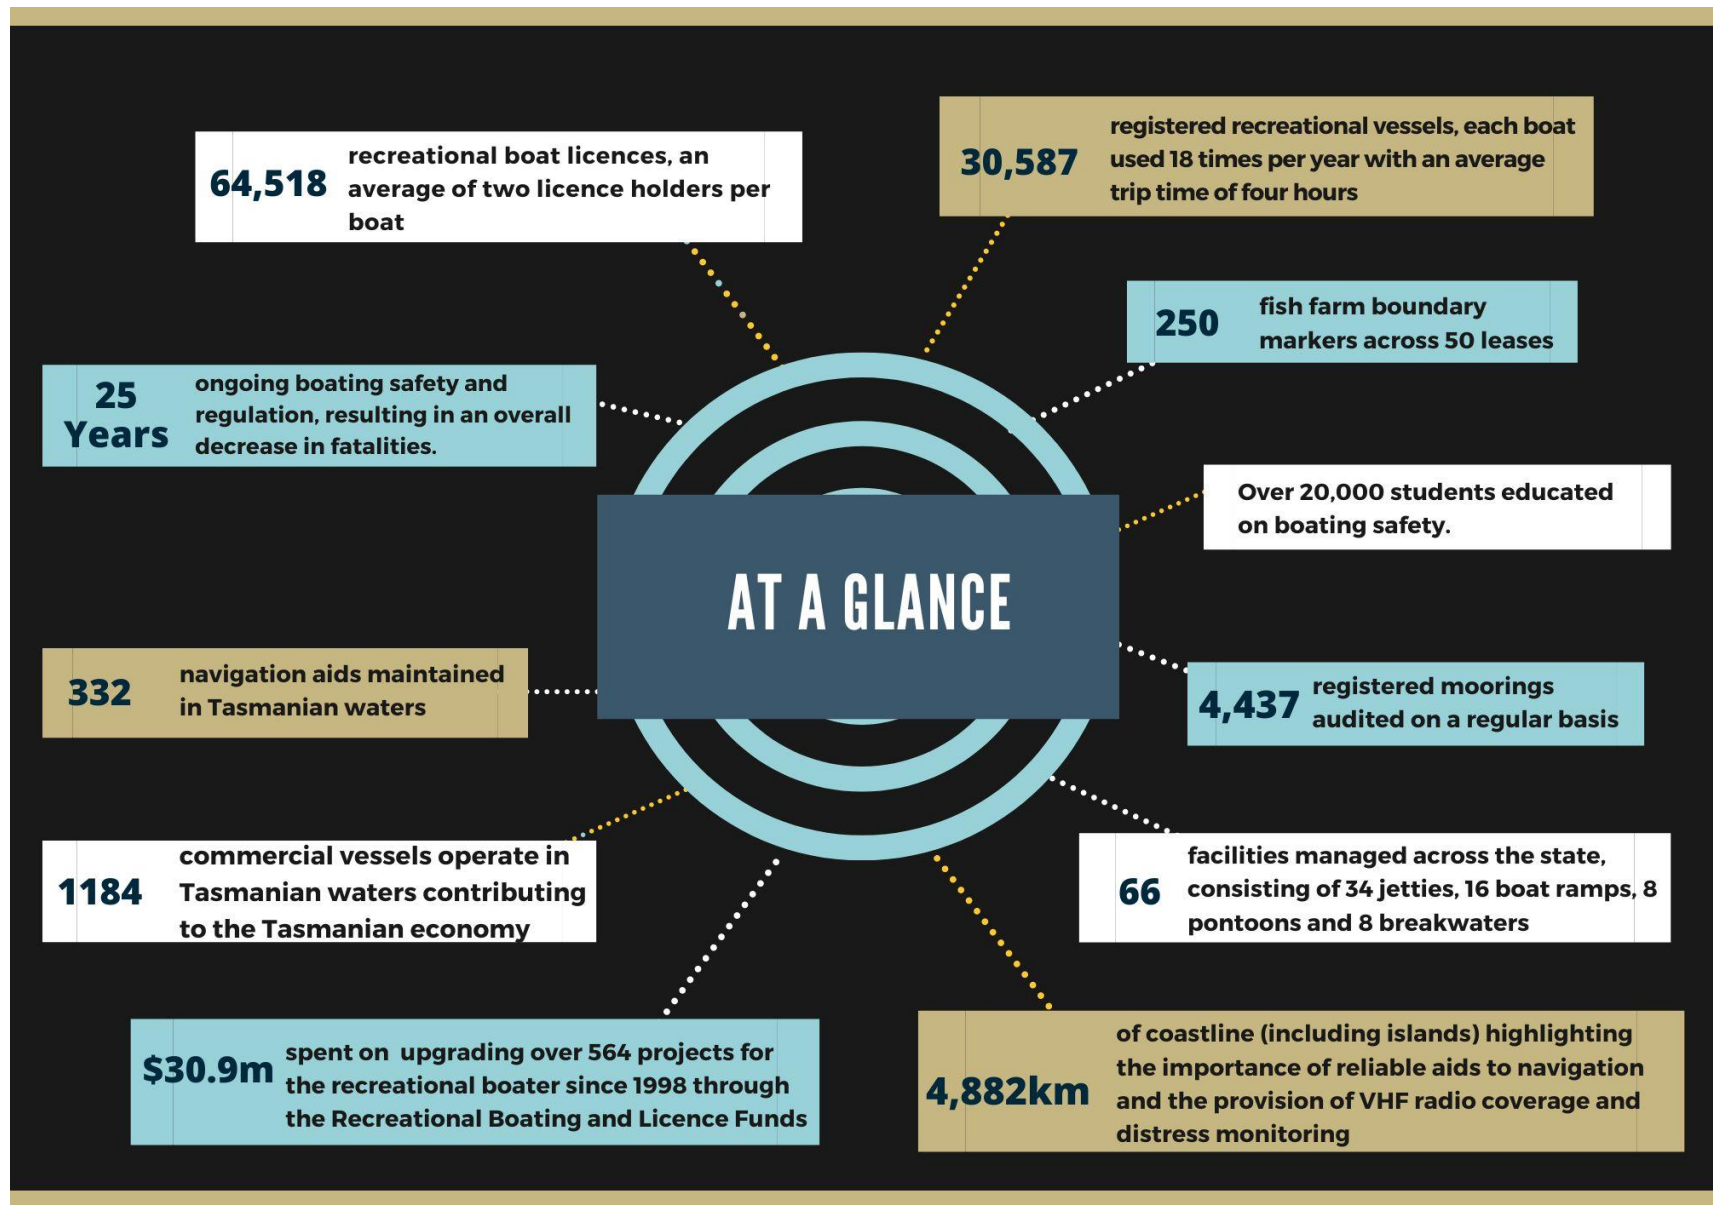 64,518
recreational boat licences, an
average of two licence holders per
boat
30,587
registered recreational vessels, each boat
used 18 times per year with an average
trip time of four hours
250
fish farm boundary
markers across 50 leases
25
Years
ongoing boating safety and
regulation, resulting in an overall
decrease in fatalities.
Over 20,000 students educated
on boating safety.
AT A GLANCE
332
navigation aids maintained
in Tasmanian waters
4,437
registered moorings
audited on a regular basis
1184
commercial vessels operate in
Tasmanian waters contributing
to the Tasmanian economy
66
facilities managed across the state,
consisting of 34 jetties, 16 boat ramps, 8
pontoons and 8 breakwaters
$30.9m
spent on upgrading over 564 projects for
the recreational boater since 1998 through
the Recreational Boating and Licence Funds
4,882km
of coastline (including islands) highlighting
the importance of reliable aids to navigation
and the provision of VHF radio coverage and
distress monitoring